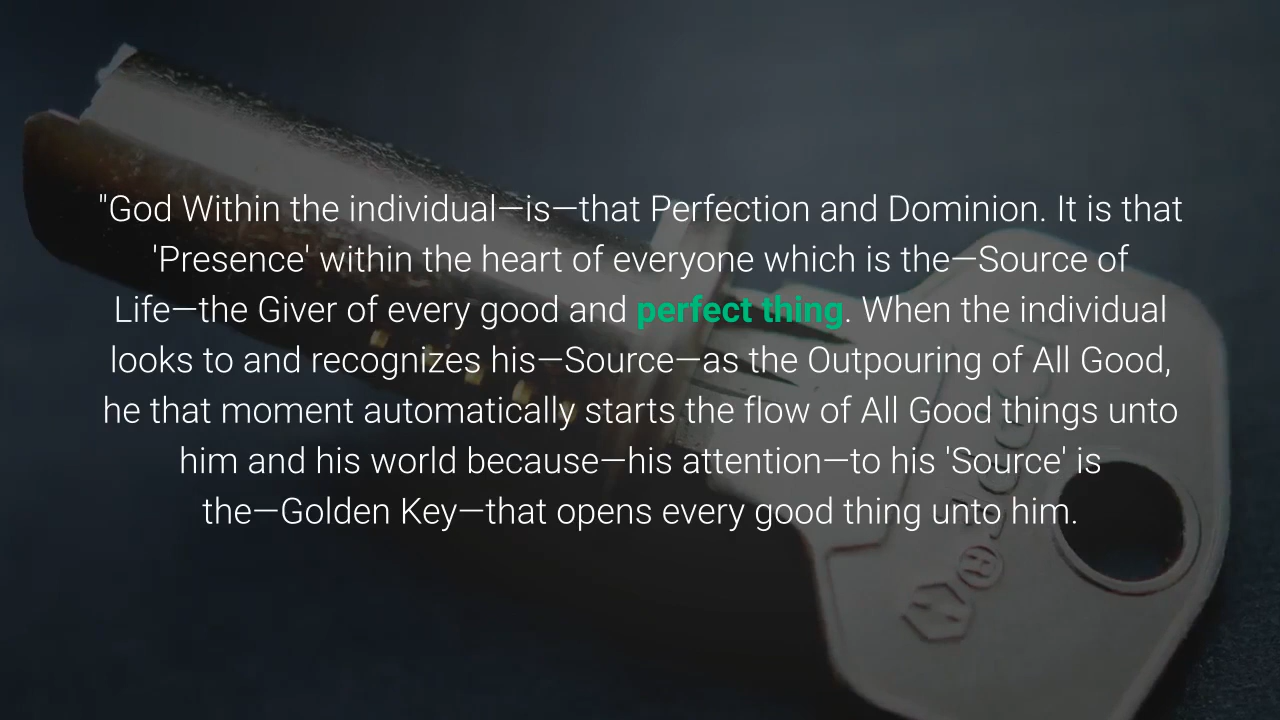 "God Within the individual—is—that Perfection and Dominion. It is that
'Presence' within the heart of everyone which is the—Source of
Life—the Giver of every good and perfect thing. When the individual
looks to and recognizes his—Source—as the Outpouring of All Good,
he that moment automatically starts the flow of All Good things unto
him and his world because—his attention—to his 'Source' is
the—Golden Key—that opens every good thing unto him.